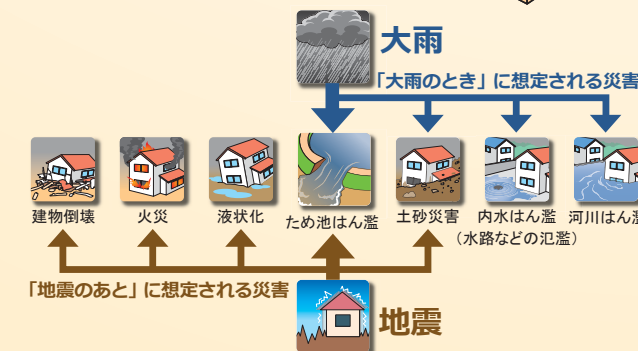 大雨
「大雨のとき」に想定される災害
建物倒壊
火災
液状化
ため池はん濫
土砂災害
内水はん濫
（水路などの氾濫）
河川はん濫
「地震のあと」に想定される災害
地震